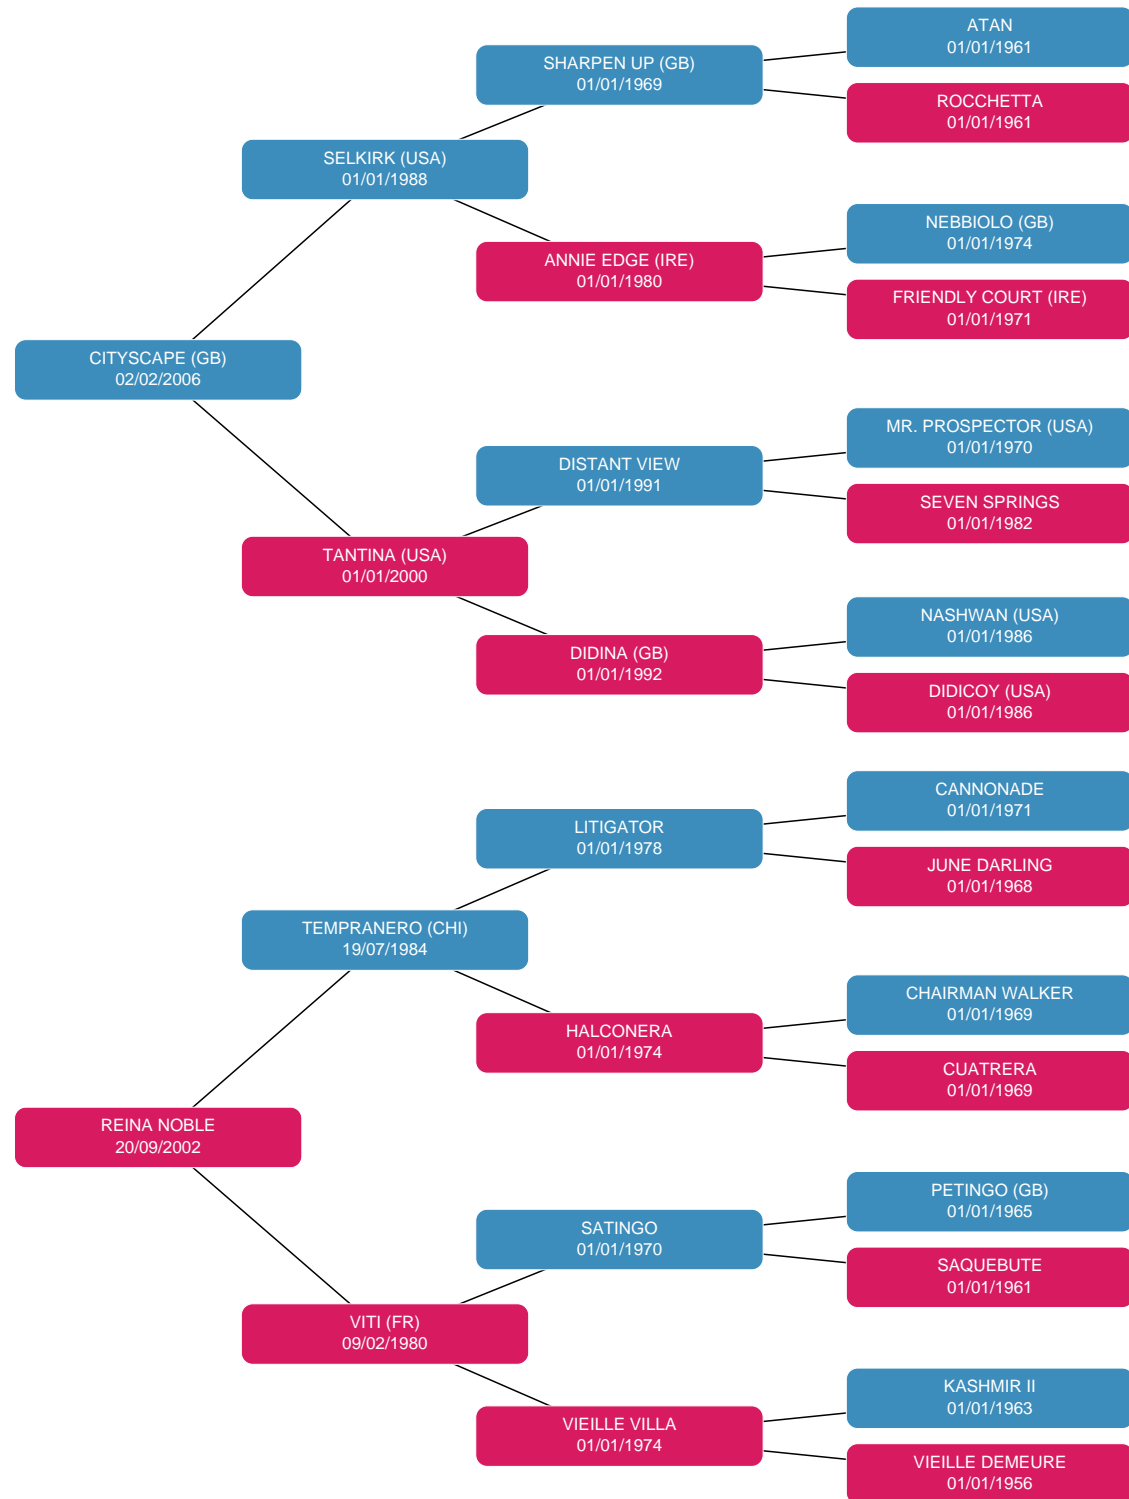 ATAN
01/01/1961
SHARPEN UP (GB)
01/01/1969
ROCCHETTA
01/01/1961
SELKIRK (USA)
01/01/1988
NEBBIOLO (GB)
01/01/1974
ANNIE EDGE (IRE)
01/01/1980
FRIENDLY COURT (IRE)
01/01/1971
CITYSCAPE (GB)
02/02/2006
MR. PROSPECTOR (USA)
01/01/1970
DISTANT VIEW
01/01/1991
SEVEN SPRINGS
01/01/1982
TANTINA (USA)
01/01/2000
NASHWAN (USA)
01/01/1986
DIDINA (GB)
01/01/1992
DIDICOY (USA)
01/01/1986
CANNONADE
01/01/1971
LITIGATOR
01/01/1978
JUNE DARLING
01/01/1968
TEMPRANERO (CHI)
19/07/1984
CHAIRMAN WALKER
01/01/1969
HALCONERA
01/01/1974
CUATRERA
01/01/1969
REINA NOBLE
20/09/2002
PETINGO (GB)
01/01/1965
SATINGO
01/01/1970
SAQUEBUTE
01/01/1961
VITI (FR)
09/02/1980
KASHMIR II
01/01/1963
VIEILLE VILLA
01/01/1974
VIEILLE DEMEURE
01/01/1956